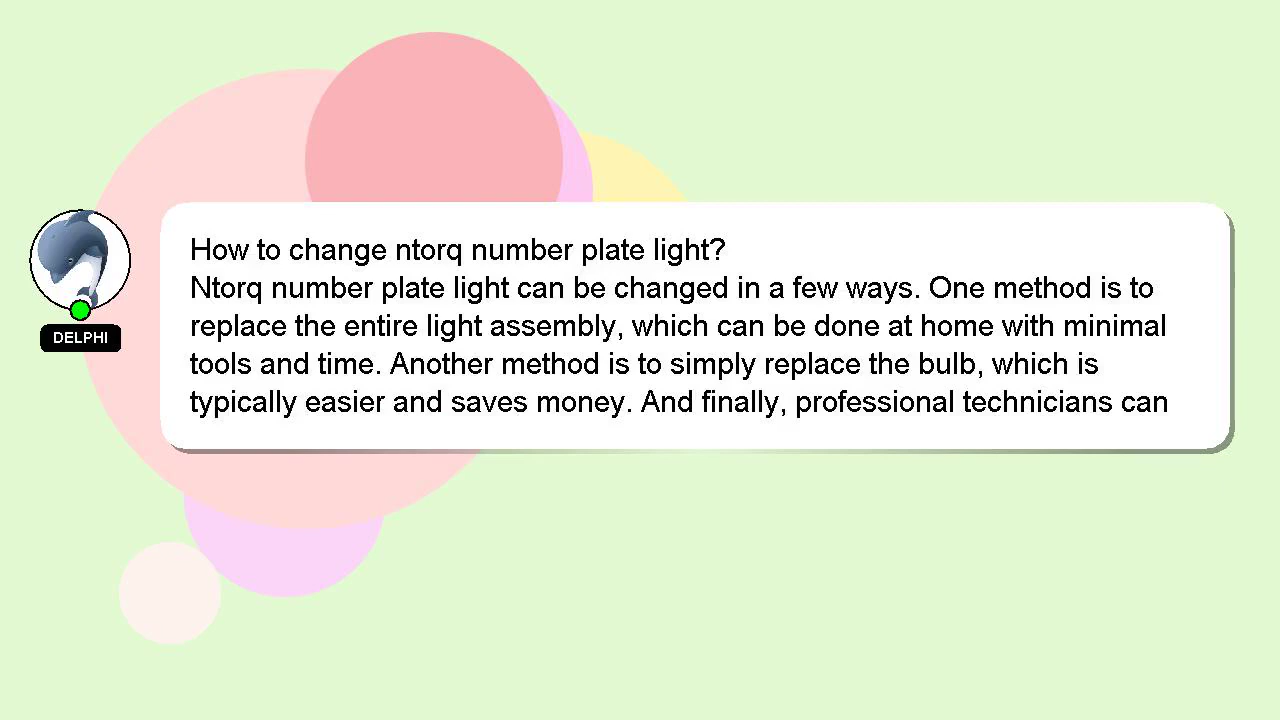 How to change ntorq number plate light?
Ntorq number plate light can be changed in a few ways. One method is to
replace the entire light assembly, which can be done at home with minimal
tools and time. Another method is to simply replace the bulb, which is
typically easier and saves money. And finally, professional technicians can
DELPHI